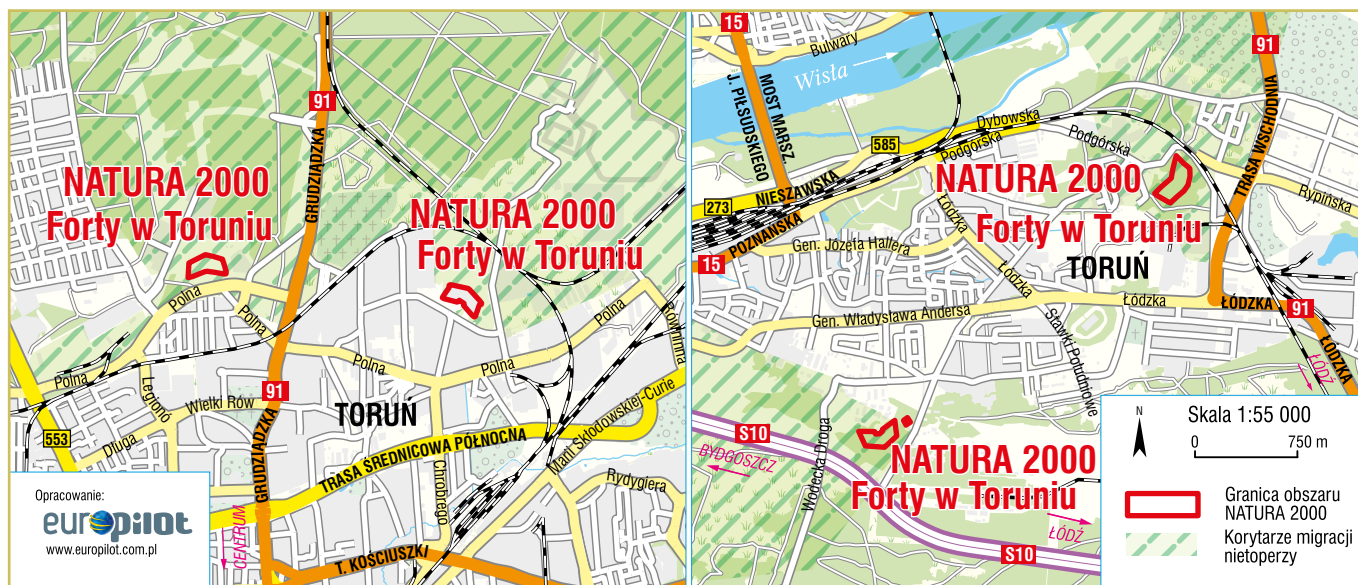 91
GRUDZIĄDZKA
NATURA 2000
Forty w Toruniu
NATURA 2000
Forty w Toruniu
Polna
Polna
Polna
Polna
Polna
Polna
Równinna
Legionó
Wielki Rów
Długa
553
91
GRUDZIĄDZKA
GRUDZIĄDZKA
TORUŃ
TRASA ŚREDNICOWA PÓŁNOCNA
Marii Skłodowskiej-Curie
Chrobrego
Rydygiera
T. KOŚCIUSZKI
CENTRUM
Opracowanie:
europilot
www.europilot.com.pl
15
Bulwary
Wisła
MOST MARSZ.
J. PIŁSUDSKIEGO
91
TRASA WSCHODNIA
Dybowska
585
Podgórska
Podgórska
Rypińska
NATURA 2000
Forty w Toruniu
NIESZAWSKA
273
POZNAŃSKA
15
Gen. Józefa Hallera
Łódzka
Łódzka
Łódzka
TORUŃ
ŁÓDZKA
91
ŁÓDZKA
ŁÓDŹ
Gen. Władysława Andersa
Stawki Południowe
S10
BYDGOSZCZ
Wodecka Droga
NATURA 2000
Forty w Toruniu
ŁÓDŹ
S10
N
Skala 1:55 000
0 750 m
Granica obszaru
NATURA 2000
Korytarze migracji
nietoperzy